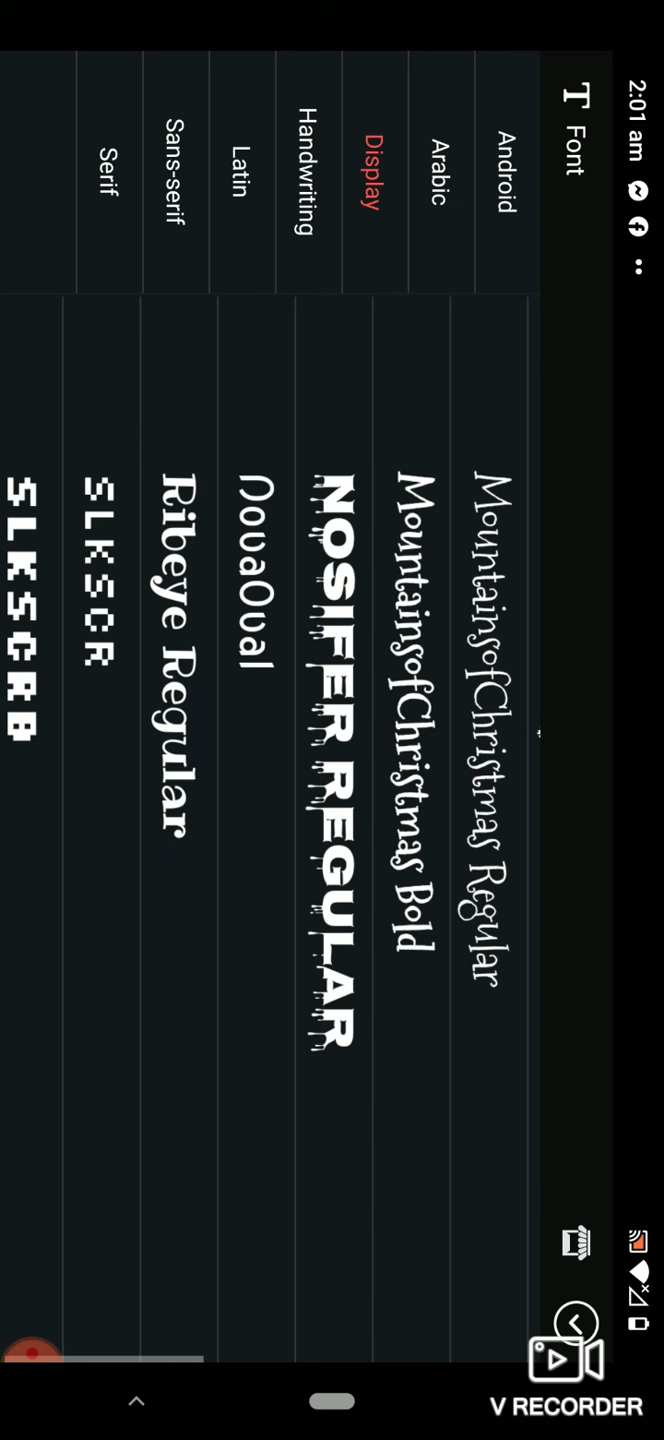 2:01 am
Font
Android
Arabic
Display
Handwriting
Latin
Sans-serif
Serif
MountainsofChristmas Regular
MountainsofChristmas Bold
NOSIFER REGULAR
NovaOval
Ribeye Regular
SLKSCR
SLKSCRB
V RECORDER